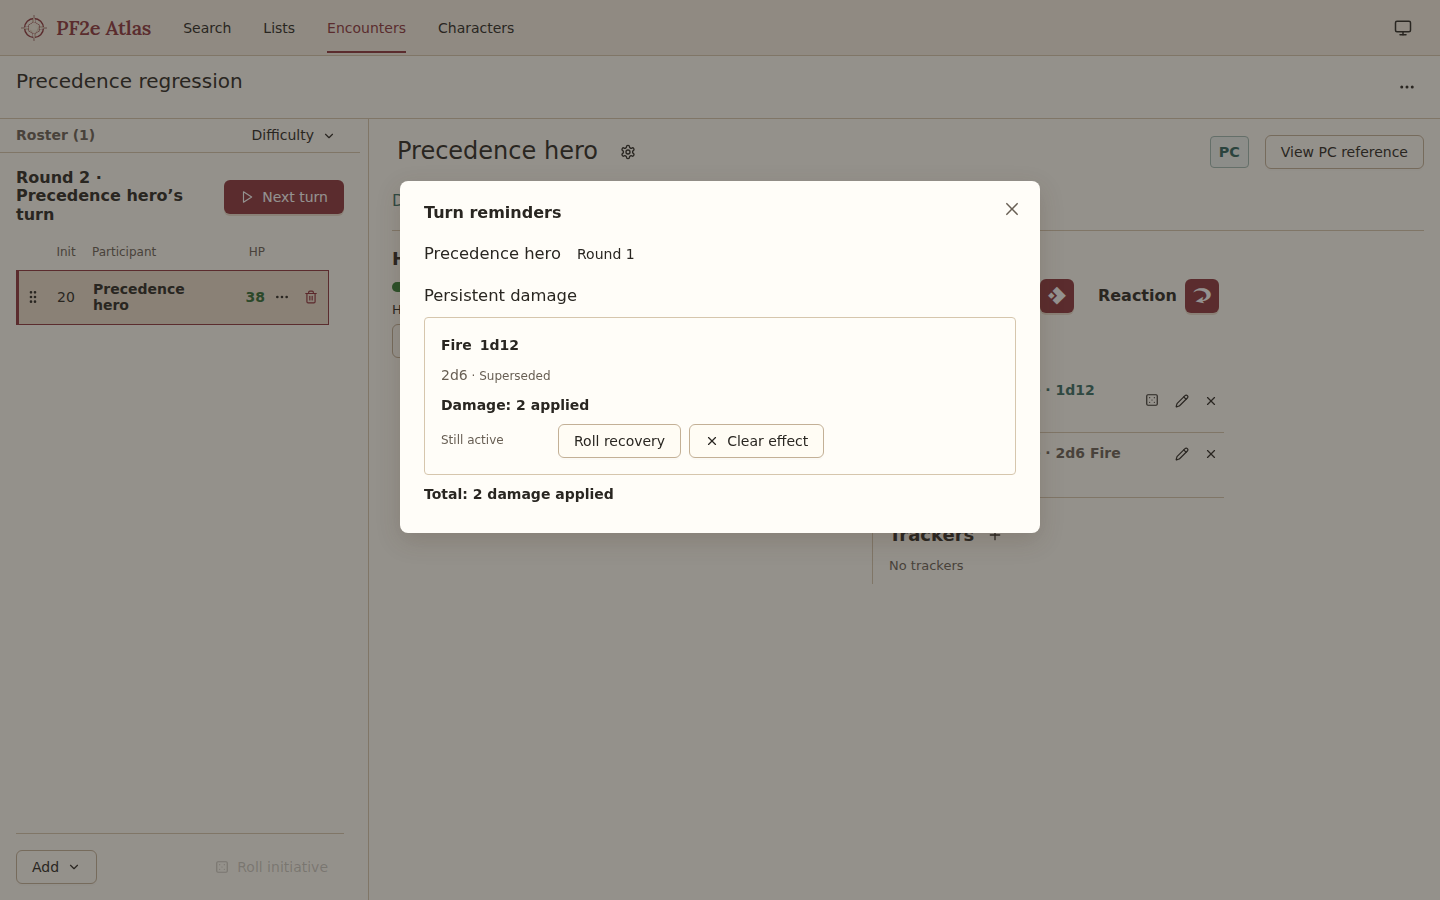 PF2e Atlas
Search
Lists
Encounters
Characters
Precedence regression
Roster (1)
Difficulty
Round 2 ·
Precedence hero’s
turn
Next turn
Init
Participant
HP
20
Precedence
hero
38
Add
Roll initiative
Precedence hero
PC
View PC reference
Turn reminders
Precedence hero
Round 1
Persistent damage
Fire 1d12
2d6 · Superseded
Damage: 2 applied
Still active
Roll recovery
Clear effect
Total: 2 damage applied
Reaction
· 1d12
· 2d6 Fire
Trackers
No trackers